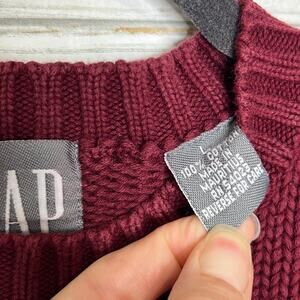 AP
L
100% COTTON
MADE IN
MAURITIUS
RN 54023
REVERSE FOR CARE